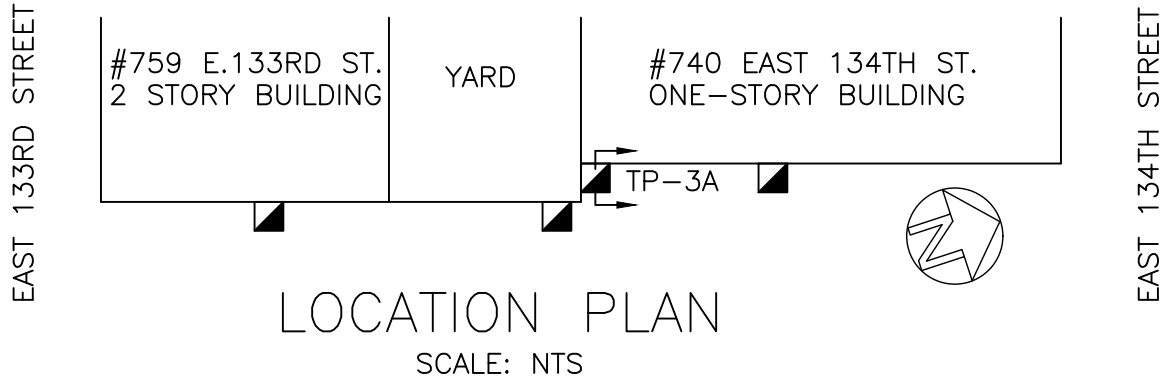 EAST 133RD STREET
#759 E.133RD ST.
2 STORY BUILDING
YARD
#740 EAST 134TH ST.
ONE-STORY BUILDING
TP-3A
N
EAST 134TH STREET
LOCATION PLAN
SCALE: NTS